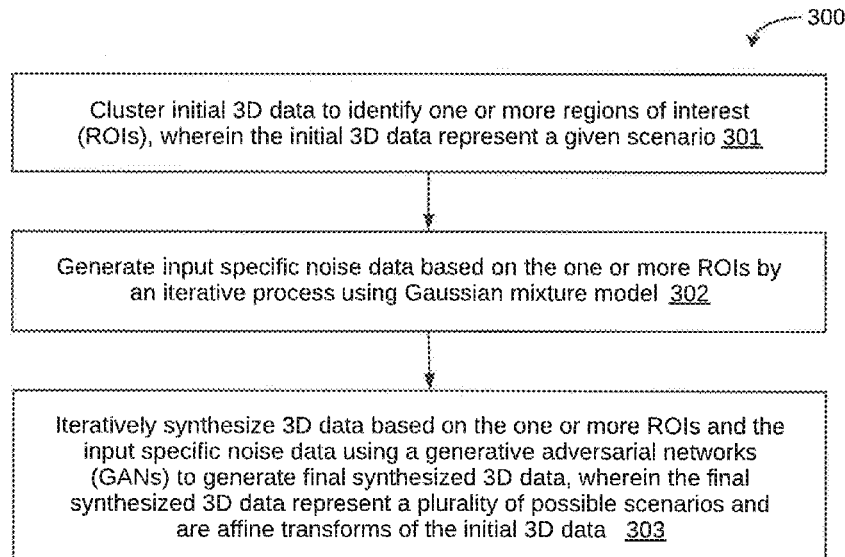 300
Cluster initial 3D data to identify one or more regions of interest
(ROIs), wherein the initial 3D data represent a given scenario 301
Generate input specific noise data based on the one or more ROIs by
an iterative process using Gaussian mixture model 302
Iteratively synthesize 3D data based on the one or more ROIs and the
input specific noise data using a generative adversarial networks
(GANs) to generate final synthesized 3D data, wherein the final
synthesized 3D data represent a plurality of possible scenarios and
are affine transforms of the initial 3D data 303